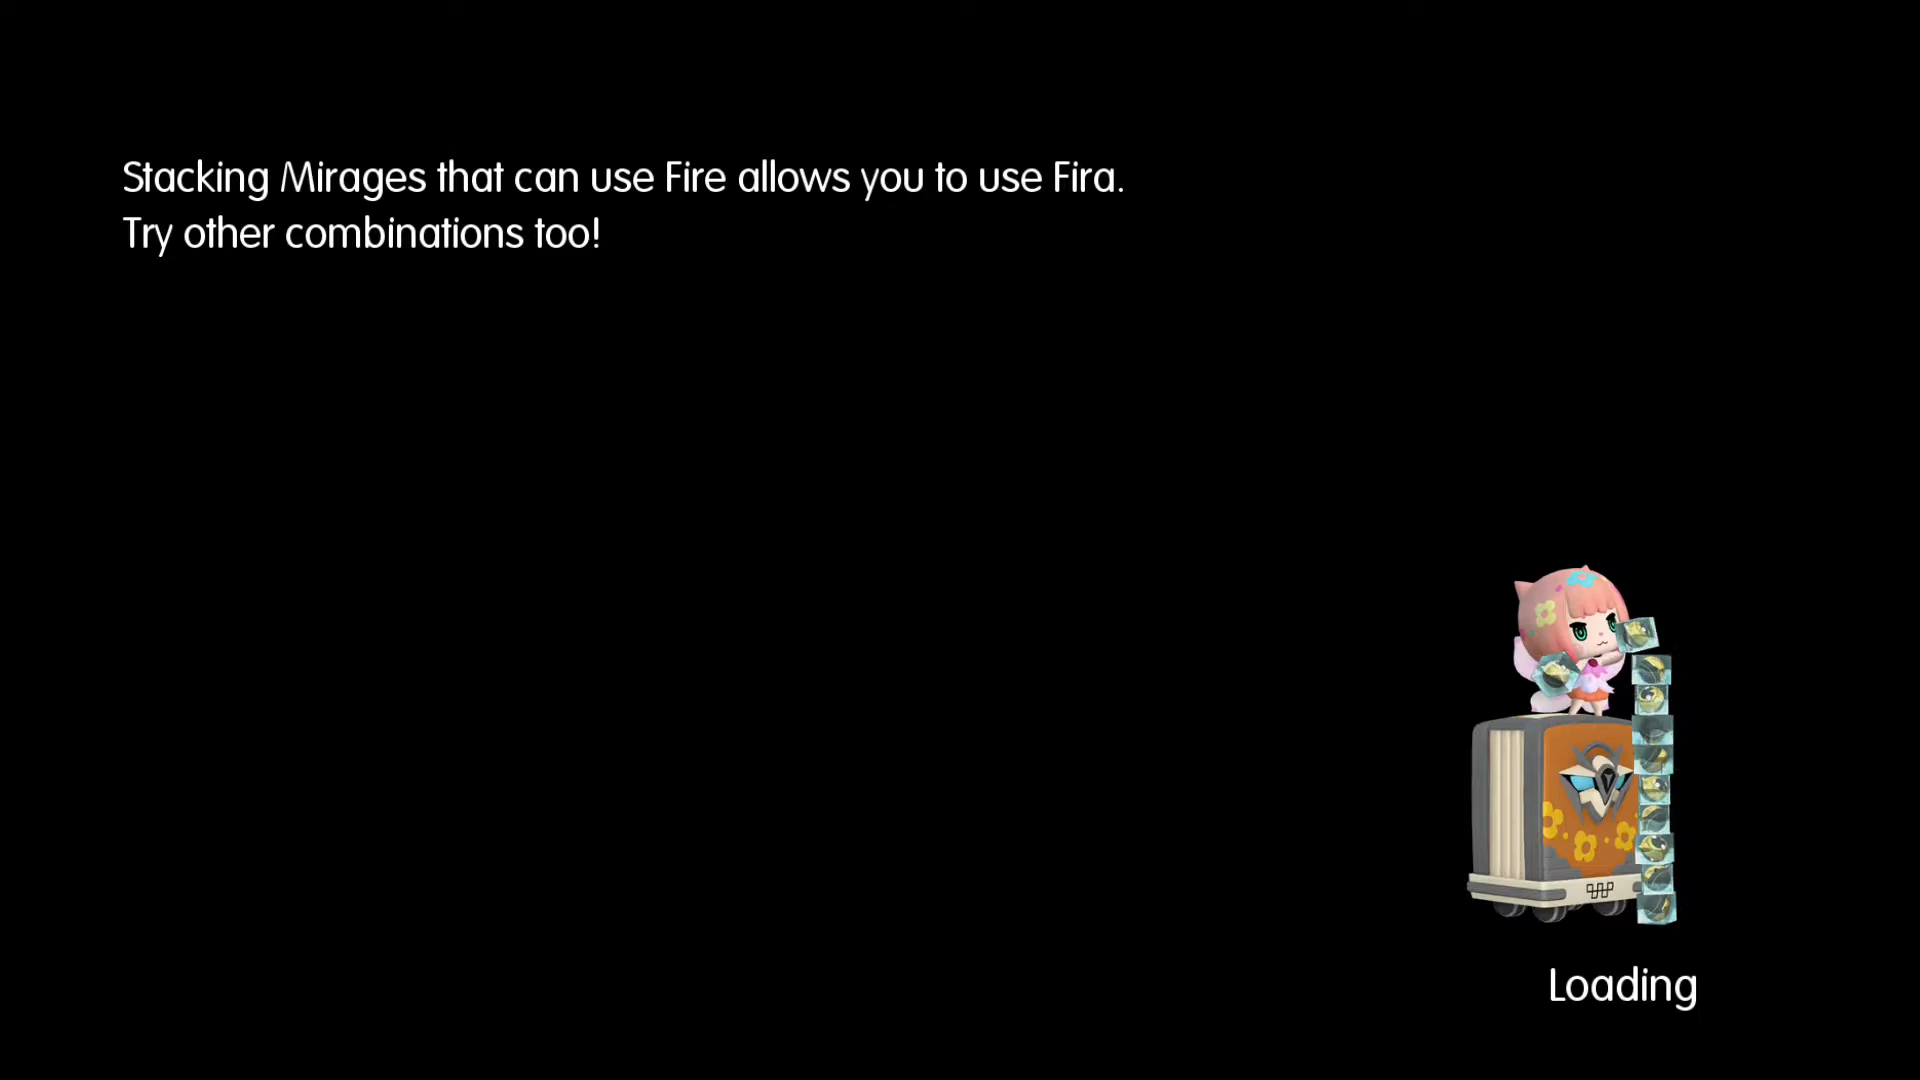 Stacking Mirages that can use Fire allows you to use Fira.
Try other combinations too!
Loading